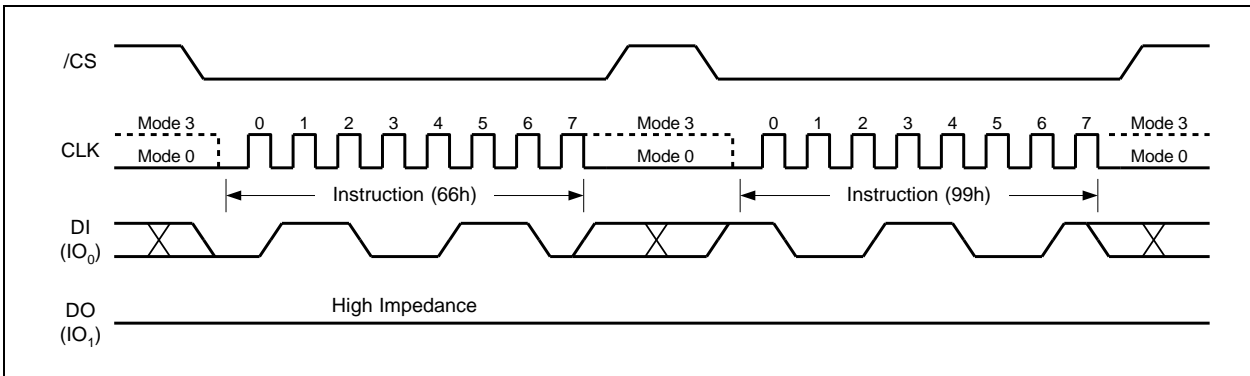 /CS
Mode 3 0 1 2 3 4 5 6 7 Mode 3 0 1 2 3 4 5 6 7 Mode 3
CLK
Mode 0 Mode 0 Mode 0
Instruction (66h) Instruction (99h)
DI
(IO0)
High Impedance
DO
(IO1)